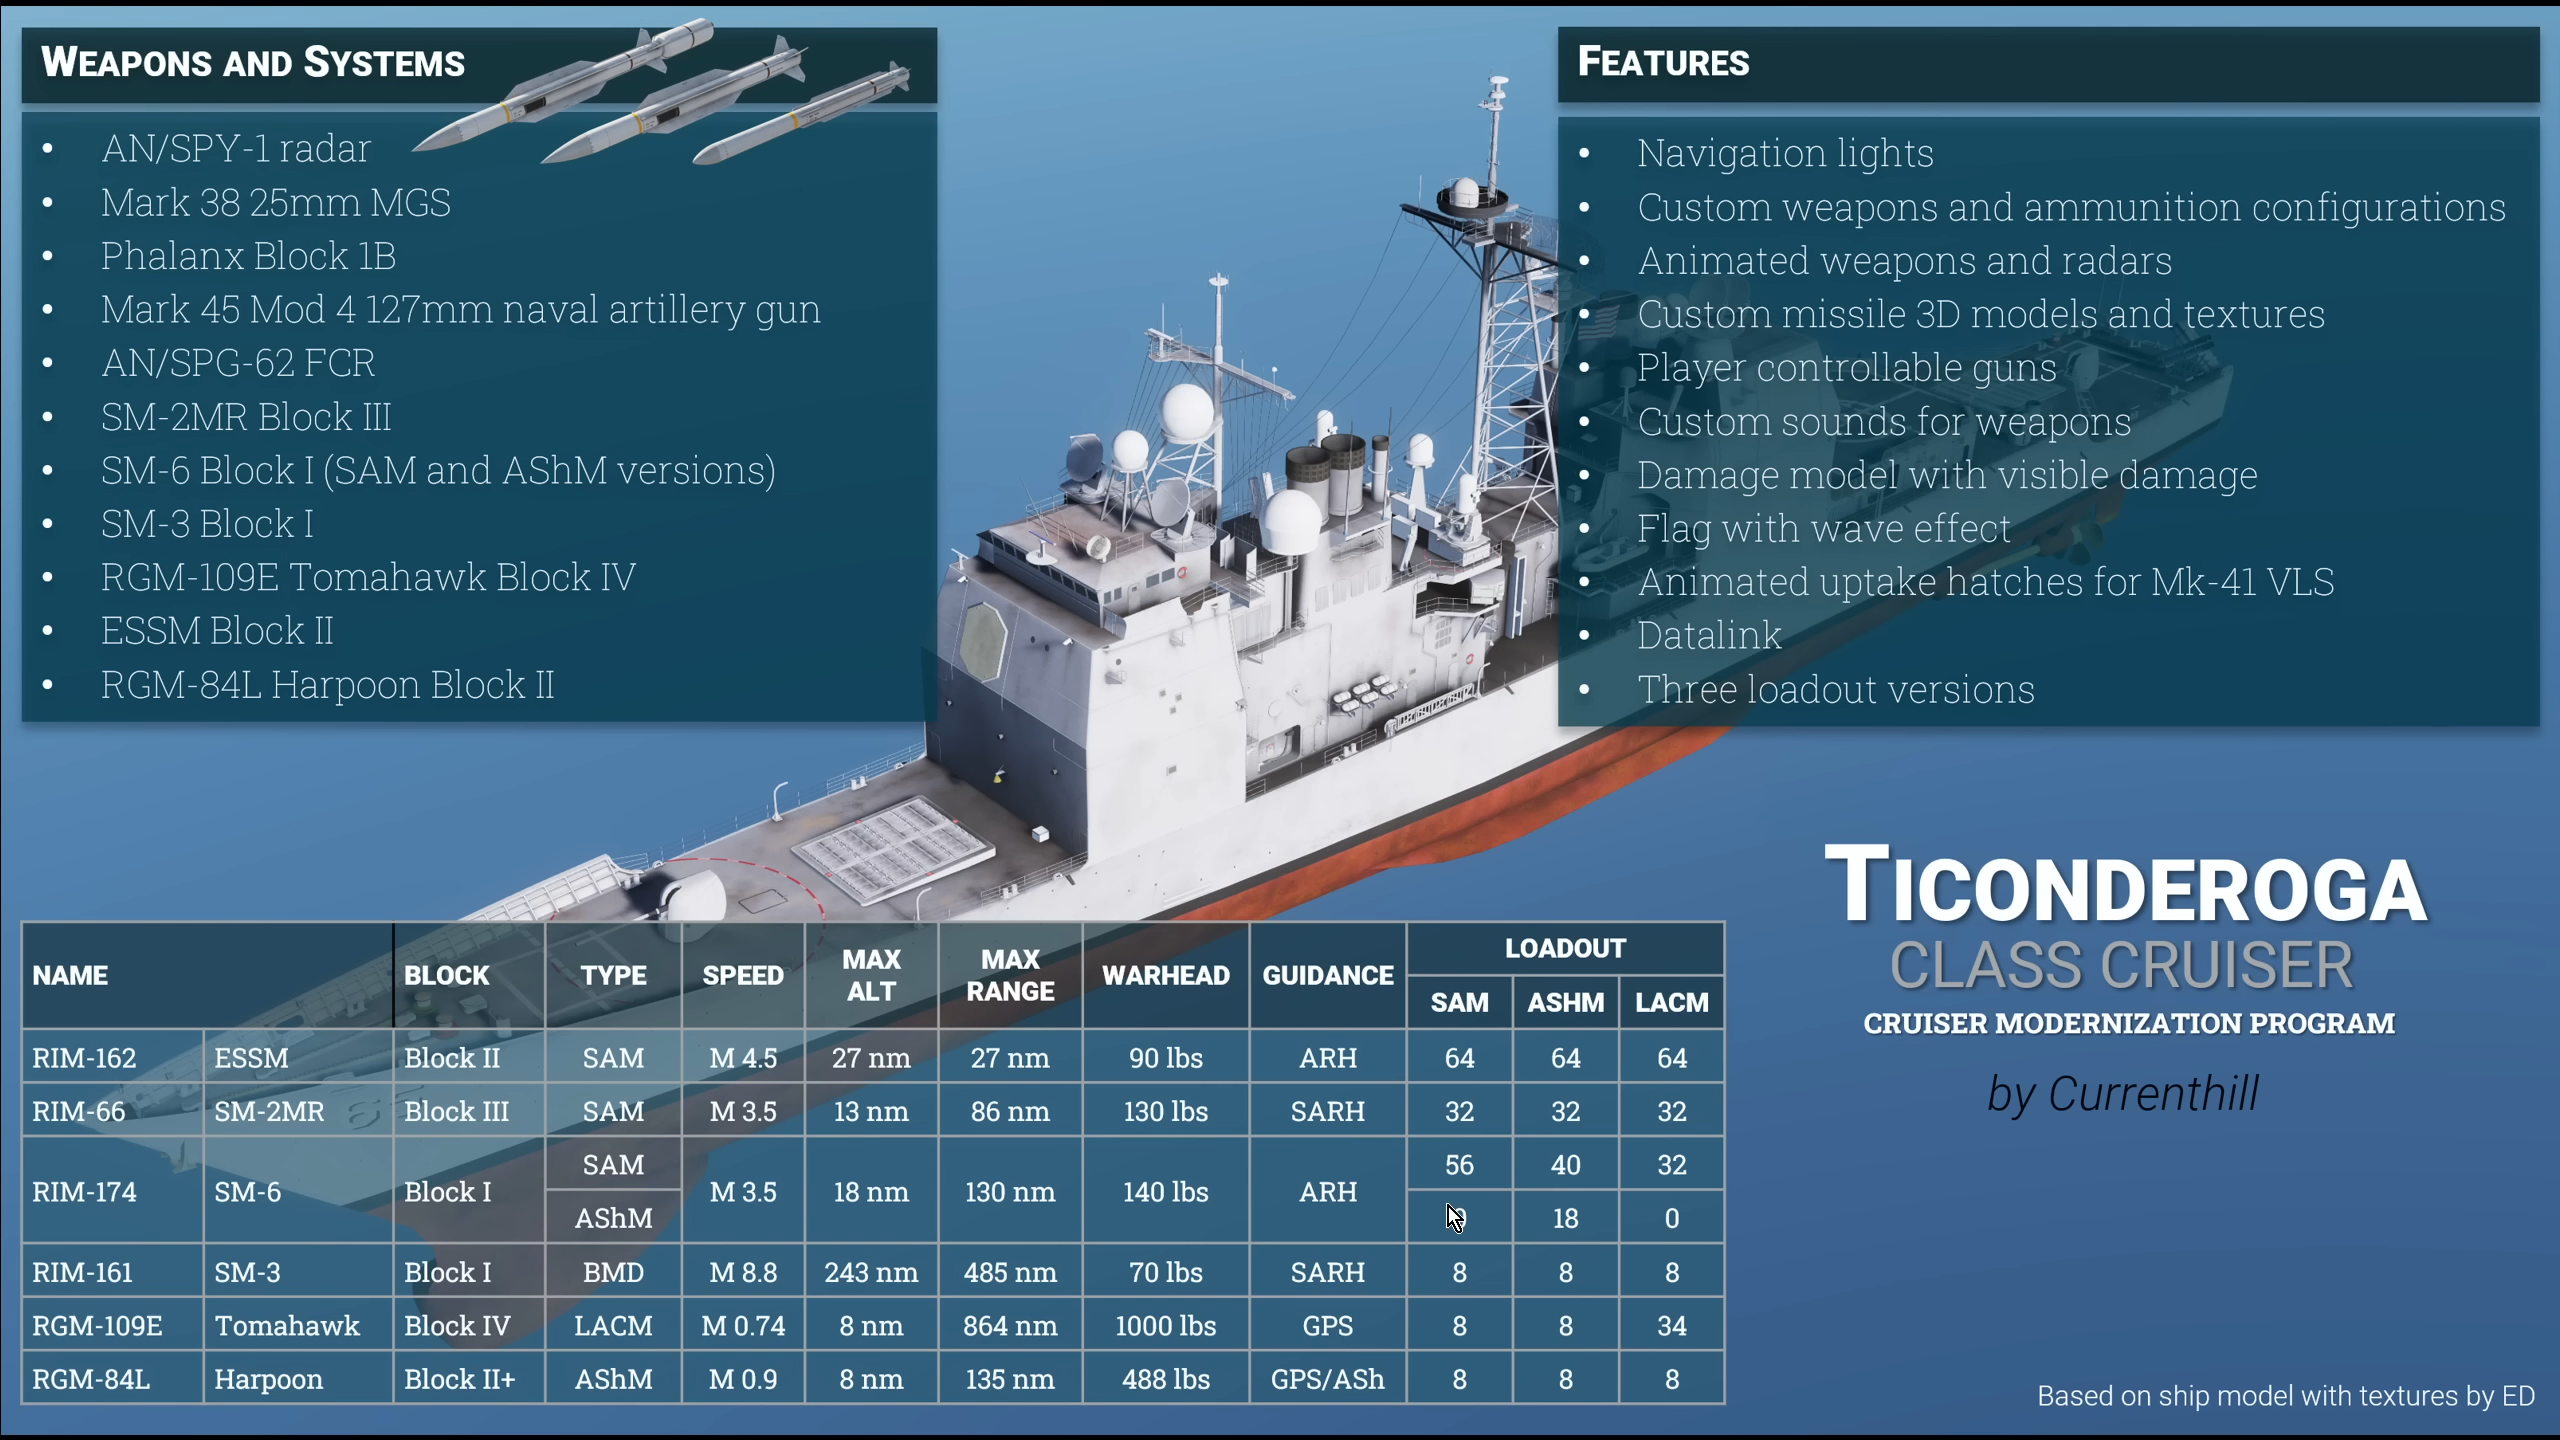 WEAPONS AND SYSTEMS
• AN/SPY-1 radar
• Mark 38 25mm MGS
• Phalanx Block 1B
• Mark 45 Mod 4 127mm naval artillery gun
• AN/SPG-62 FCR
• SM-2MR Block III
• SM-6 Block I (SAM and AShM versions)
• SM-3 Block I
• RGM-109E Tomahawk Block IV
• ESSM Block II
• RGM-84L Harpoon Block II
FEATURES
• Navigation lights
• Custom weapons and ammunition configurations
• Animated weapons and radars
• Custom missile 3D models and textures
• Player controllable guns
• Custom sounds for weapons
• Damage model with visible damage
• Flag with wave effect
• Animated uptake hatches for Mk-41 VLS
• Datalink
• Three loadout versions
TICONDEROGA
CLASS CRUISER
CRUISER MODERNIZATION PROGRAM
by Currenthill
NAME BLOCK TYPE SPEED MAX ALT MAX RANGE WARHEAD GUIDANCE LOADOUT
SAM ASHM LACM
RIM-162 ESSM Block II SAM M 4.5 27 nm 27 nm 90 lbs ARH 64 64 64
RIM-66 SM-2MR Block III SAM M 3.5 13 nm 86 nm 130 lbs SARH 32 32 32
RIM-174 SM-6 Block I SAM M 3.5 18 nm 130 nm 140 lbs ARH 56 40 32
AShM 18 0
RIM-161 SM-3 Block I BMD M 8.8 243 nm 485 nm 70 lbs SARH 8 8 8
RGM-109E Tomahawk Block IV LACM M 0.74 8 nm 864 nm 1000 lbs GPS 8 8 34
RGM-84L Harpoon Block II+ AShM M 0.9 8 nm 135 nm 488 lbs GPS/ASh 8 8 8
Based on ship model with textures by ED